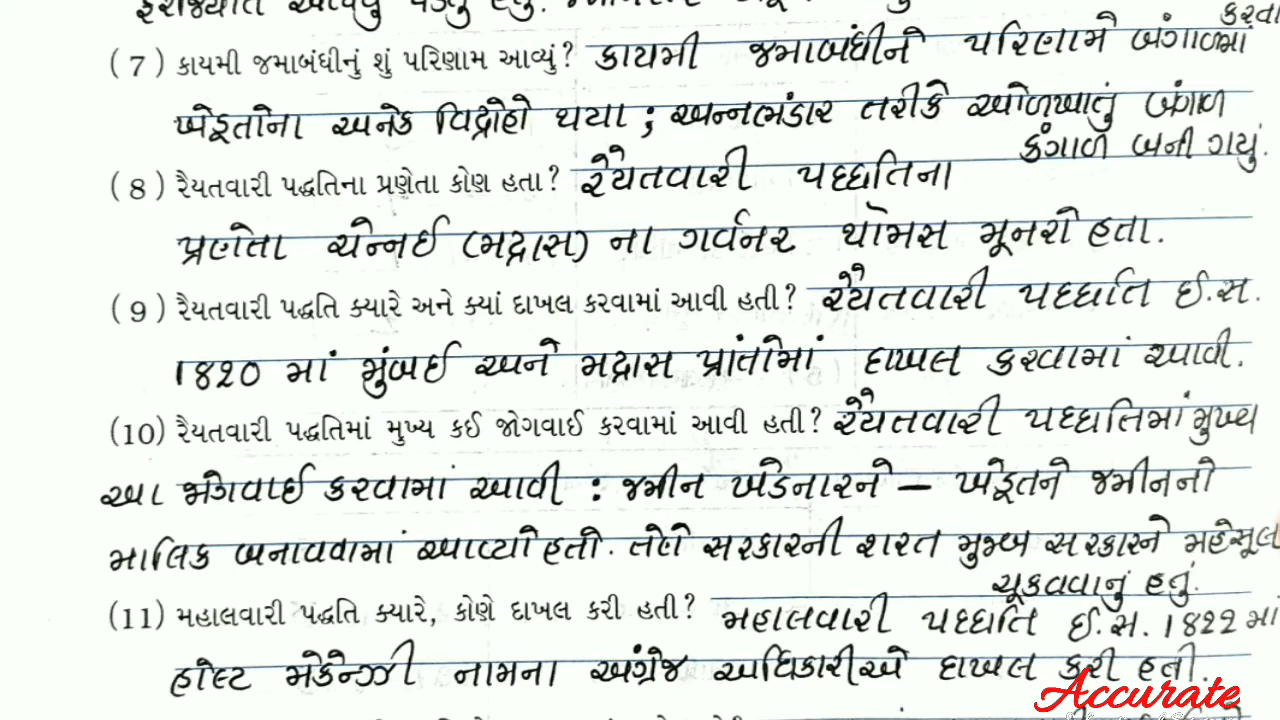 કરવા
(7) કાયમી જમાબંધીનું શું પરિણામ આવ્યું? કાયમી જમાબંધીને પરિણામે બંગાળમાં
ખેડૂતોના અનેક વિદ્રોહો થયા; અન્નભંડાર તરીકે ઓળખાતું બંગાળ
કંગાળ બની ગયું.
(8) રૈયતવારી પદ્ધતિના પ્રણેતા કોણ હતા? રૈયતવારી પદ્ધતિના
પ્રણેતા ચેન્નઈ (મદ્રાસ) ના ગર્વનર થૉમસ મૂનરો હતા.
(9) રૈયતવારી પદ્ધતિ ક્યારે અને ક્યાં દાખલ કરવામાં આવી હતી? રૈયતવારી પદ્ધતિ ઈ.સ.
1820 માં મુંબઈ અને મદ્રાસ પ્રાંતોમાં દાખલ કરવામાં આવી.
(10) રૈયતવારી પદ્ધતિમાં મુખ્ય કઈ જોગવાઈ કરવામાં આવી હતી? રૈયતવારી પદ્ધતિમાં મુખ્ય
આ જોગવાઈ કરવામાં આવી : જમીન ખેડનારને – ખેડૂતને જમીનનો
માલિક બનાવવામાં આવ્યો હતો. તેણે સરકારની શરત મુજબ સરકારને મહેસૂલ
ચૂકવવાનું હતું.
(11) મહાલવારી પદ્ધતિ ક્યારે, કોણે દાખલ કરી હતી? મહાલવારી પદ્ધતિ ઈ.સ. 1822 માં
હોલ્ટ મેકેન્ઝી નામના અંગ્રેજ અધિકારીએ દાખલ કરી હતી.
Accurate